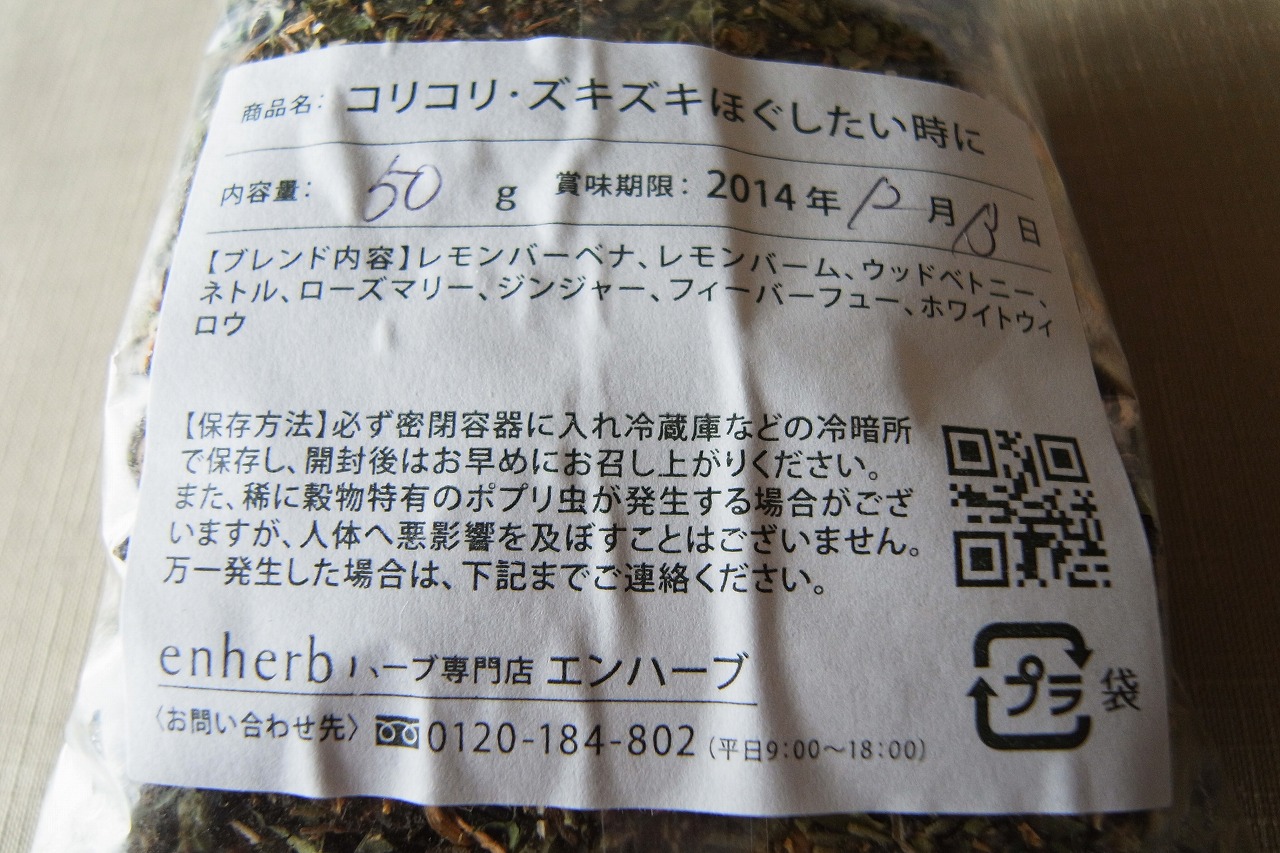 商品名: コリコリ・ズキズキほぐしたい時に
内容量: 50 g 賞味期限: 2014年12月13日
【ブレンド内容】レモンバーベナ、レモンバーム、ウッドベトニー、
ネトル、ローズマリー、ジンジャー、フィーバーフュー、ホワイトウィ
ロウ
【保存方法】必ず密閉容器に入れ冷蔵庫などの冷暗所
で保存し、開封後はお早めにお召し上がりください。
また、稀に穀物特有のポプリ虫が発生する場合がござ
いますが、人体へ悪影響を及ぼすことはございません。
万一発生した場合は、下記までご連絡ください。
enherb ハーブ専門店 エンハーブ
プラ 袋
〈お問い合わせ先〉 0120-184-802 (平日9:00～18:00)